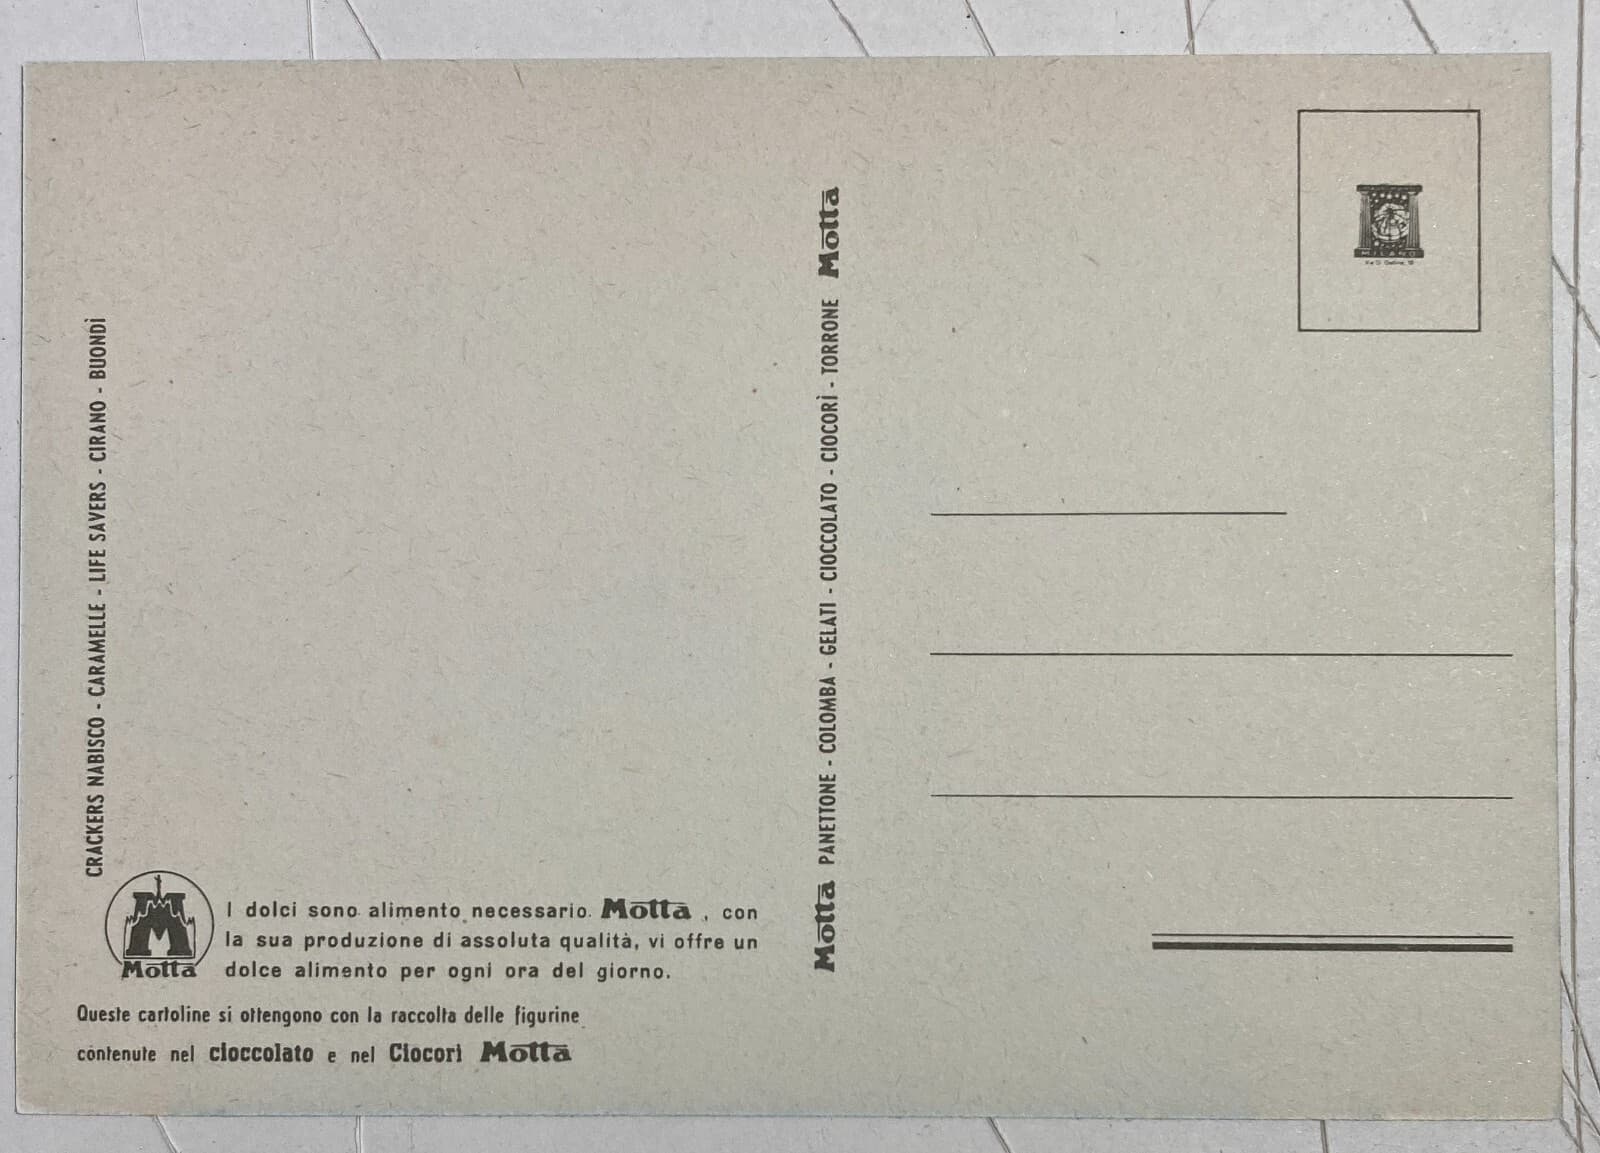 CRACKERS NABISCO - CARAMELLE - LIFE SAVERS - CIRANO - BUONDÌ
Motta
I dolci sono alimento necessario. Motta, con
la sua produzione di assoluta qualità, vi offre un
dolce alimento per ogni ora del giorno.
Queste cartoline si ottengono con la raccolta delle figurine
contenute nel cioccolato e nel Ciocorì Motta
Motta PANETTONE - COLOMBA - GELATI - CIOCCOLATO - CIOCORÌ - TORRONE Motta
MILANO